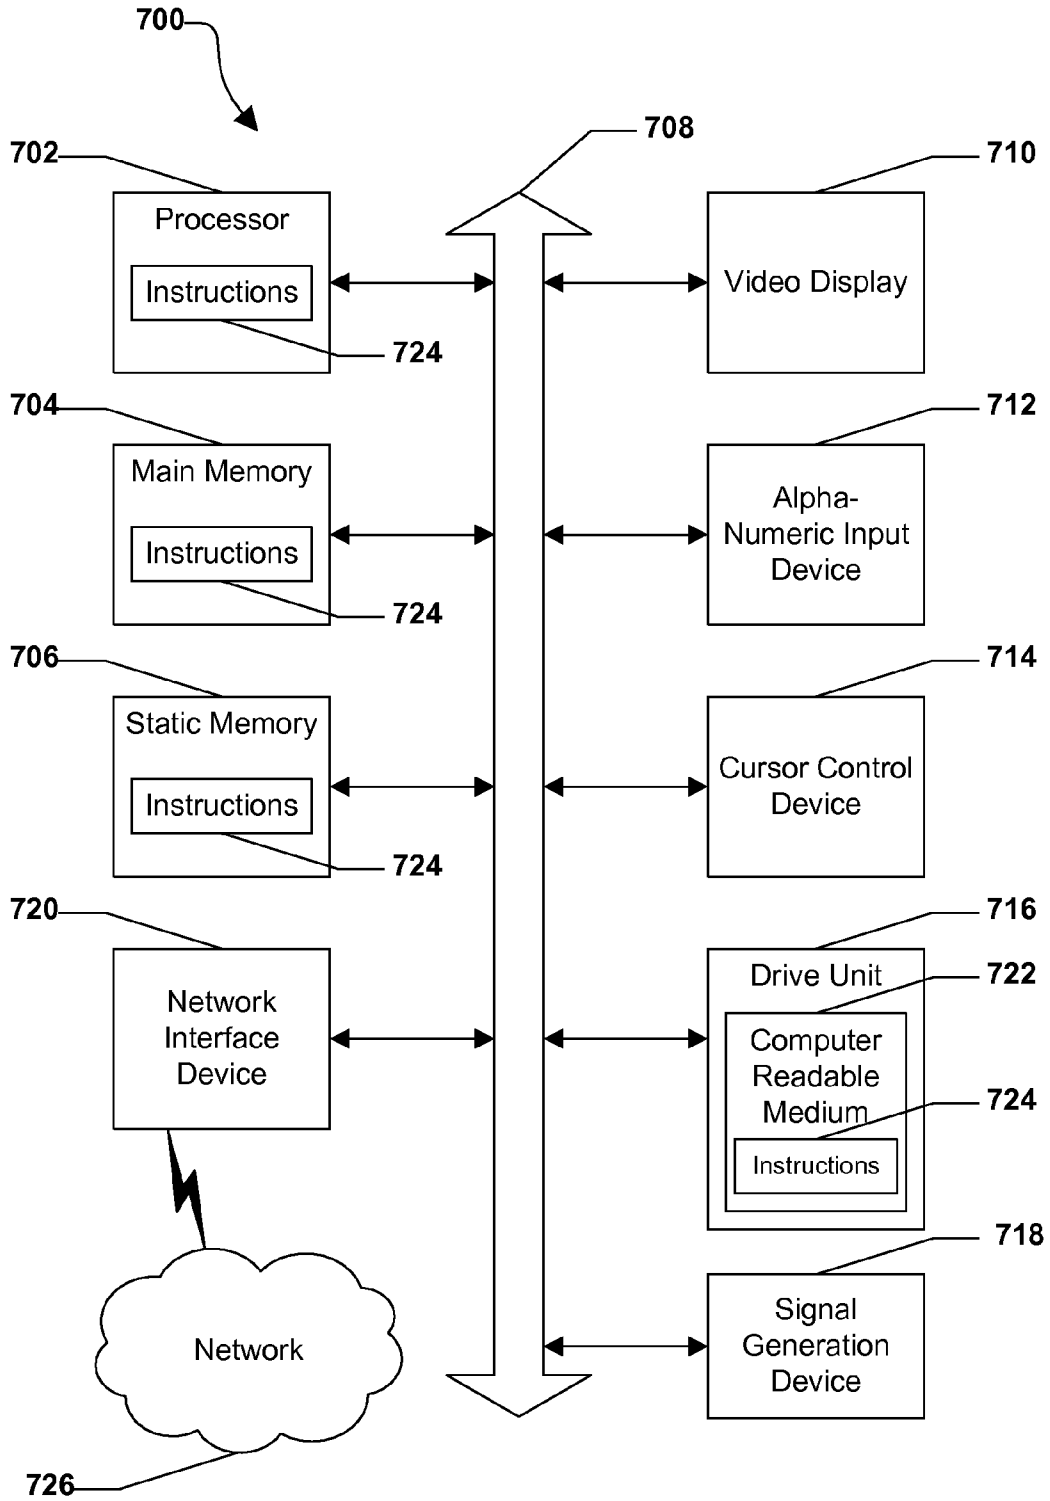 700
708
702
Processor
Instructions
724
710
Video Display
704
Main Memory
Instructions
724
712
Alpha-
Numeric Input
Device
706
Static Memory
Instructions
724
714
Cursor Control
Device
720
Network
Interface
Device
716
Drive Unit
722
Computer
Readable
Medium
724
Instructions
718
Signal
Generation
Device
Network
726